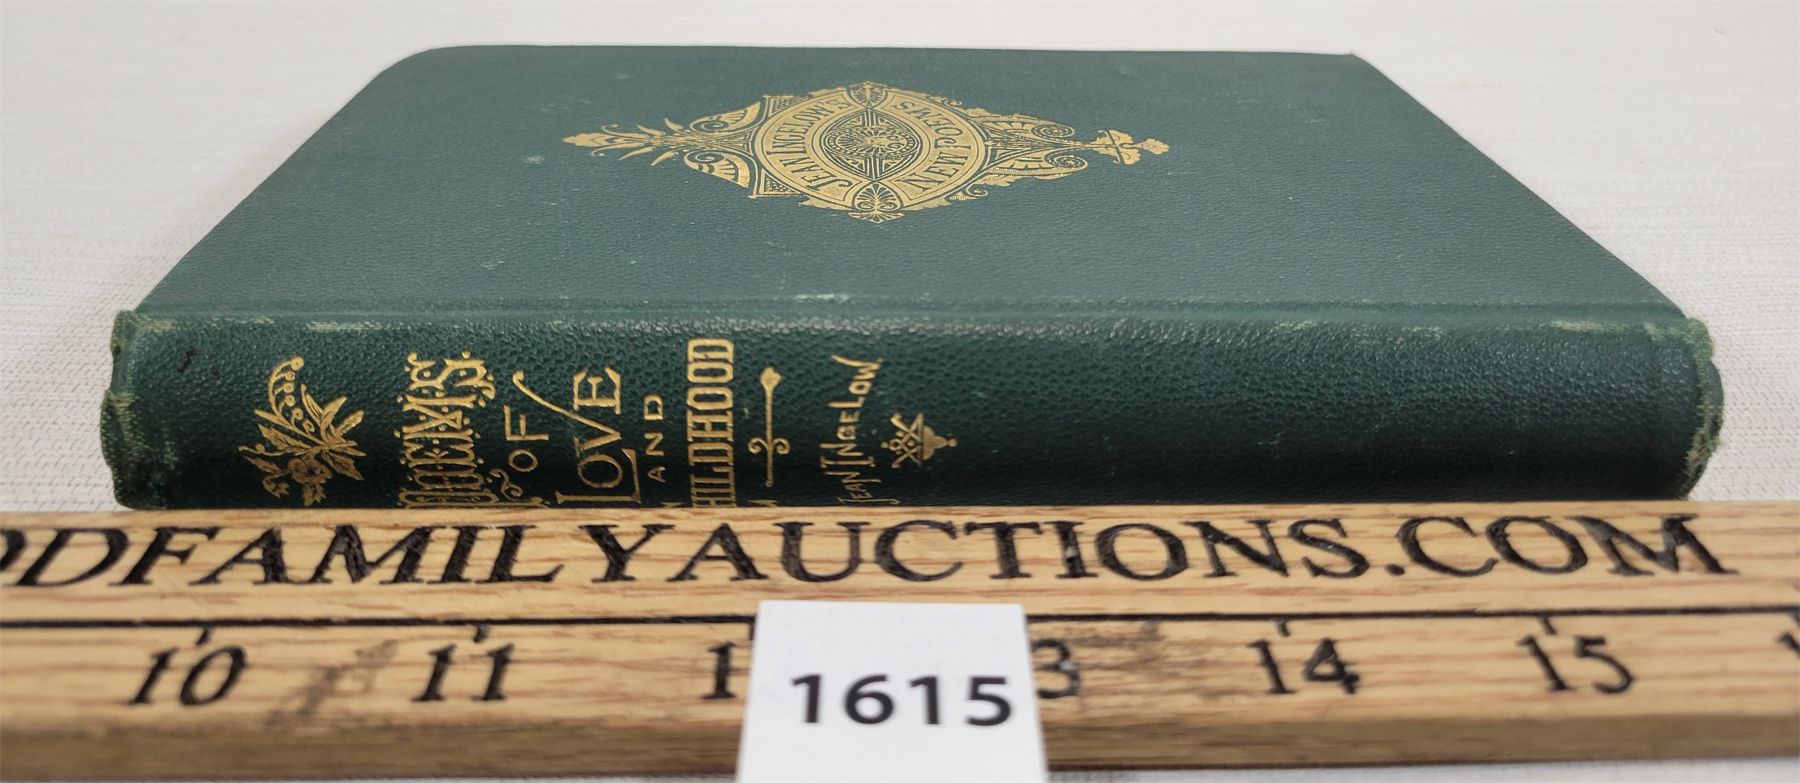 JEAN INGELOW'S
NEW POEMS
POEMS
OF
LOVE
AND
CHILDHOOD
JEAN INGELOW
ODFAMILYAUCTIONS.COM
10 11 1 3 14 15
1615